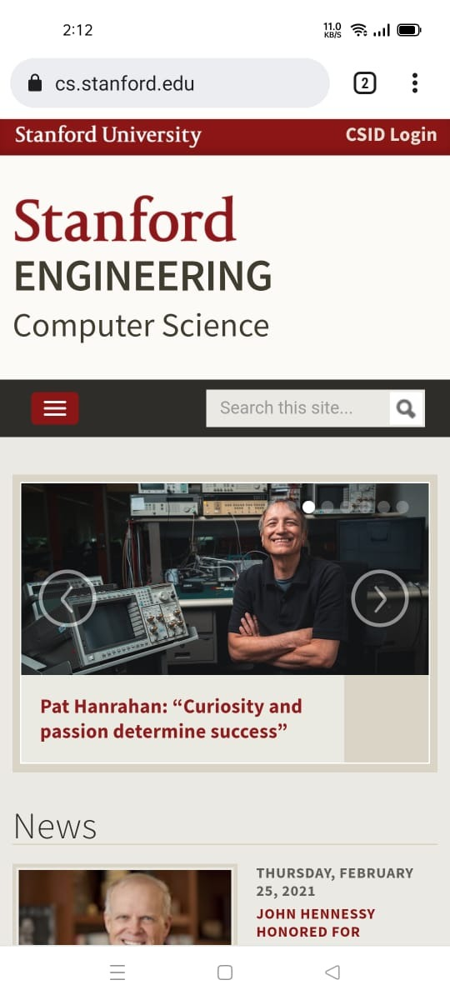 2:12
11.0
KB/S
cs.stanford.edu
2
Stanford University
CSID Login
Stanford
ENGINEERING
Computer Science
Search this site...
Pat Hanrahan: “Curiosity and
passion determine success”
News
THURSDAY, FEBRUARY
25, 2021
JOHN HENNESSY
HONORED FOR